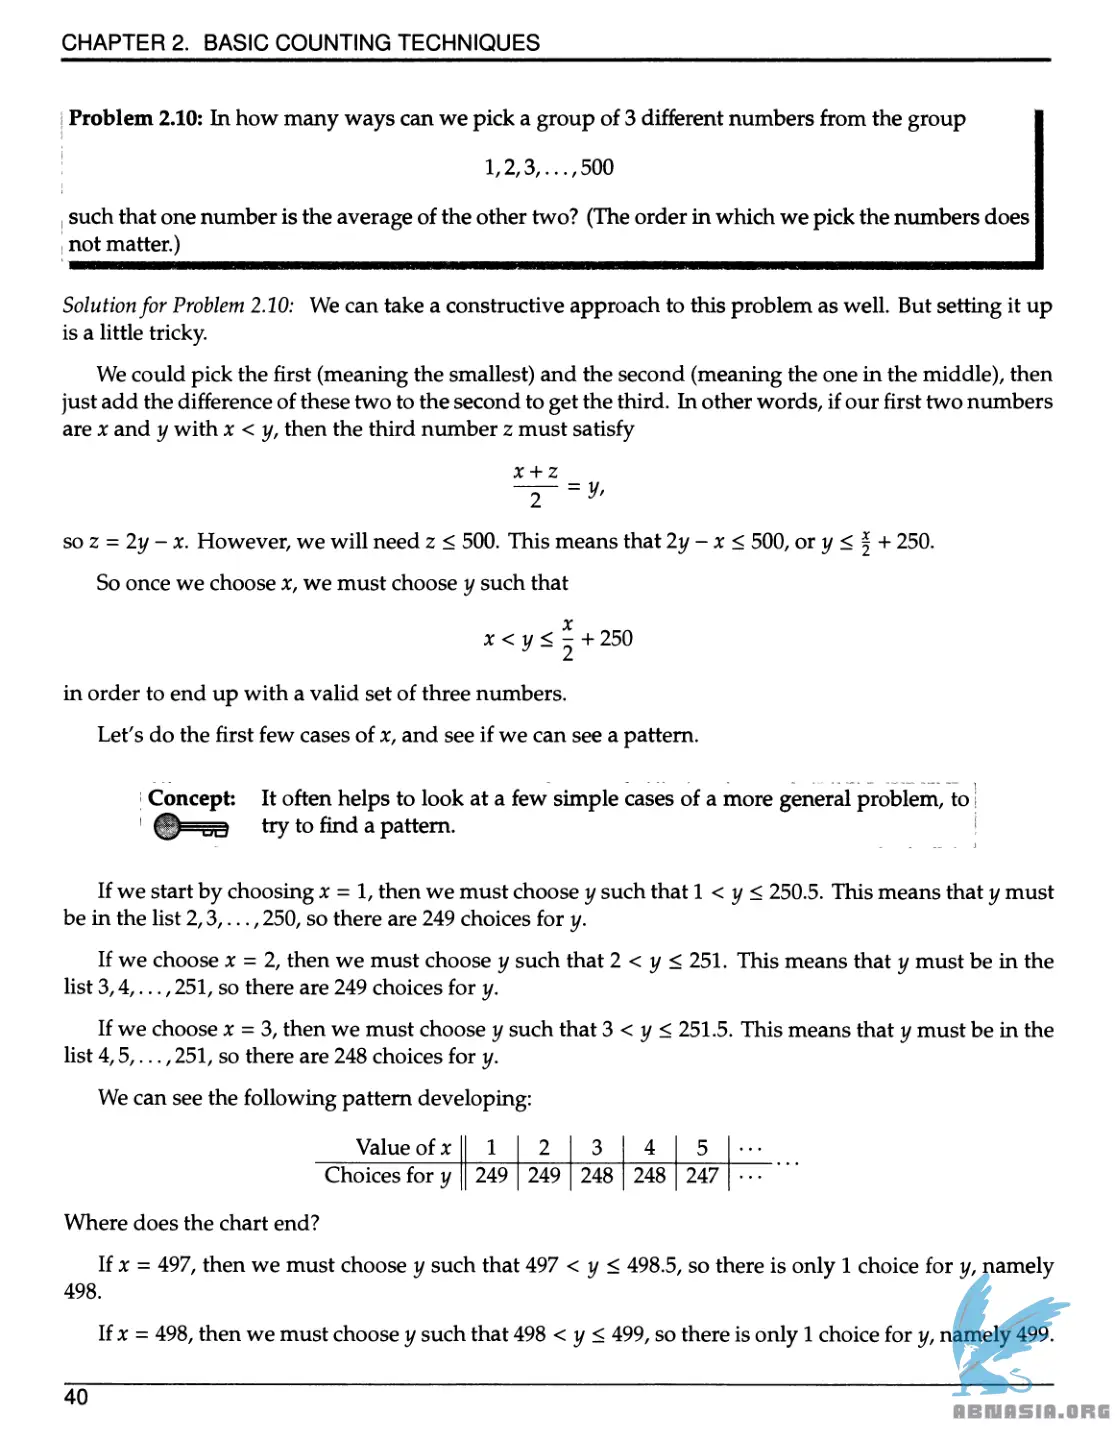 CHAPTER 2. BASIC COUNTING TECHNIQUES
Problem 2.10: In how many ways can we pick a group of 3 different numbers from the group
1, 2, 3, . . . , 500
such that one number is the average of the other two? (The order in which we pick the numbers does
not matter.)
Solution for Problem 2.10: We can take a constructive approach to this problem as well. But setting it up
is a little tricky.
We could pick the first (meaning the smallest) and the second (meaning the one in the middle), then
just add the difference of these two to the second to get the third. In other words, if our first two numbers
are x and y with x < y, then the third number z must satisfy
x + z
2
= y,
so z = 2y − x. However, we will need z ≤ 500. This means that 2y − x ≤ 500, or y ≤ x/2 + 250.
So once we choose x, we must choose y such that
x < y ≤ x/2 + 250
in order to end up with a valid set of three numbers.
Let's do the first few cases of x, and see if we can see a pattern.
Concept: It often helps to look at a few simple cases of a more general problem, to
try to find a pattern.
If we start by choosing x = 1, then we must choose y such that 1 < y ≤ 250.5. This means that y must
be in the list 2, 3, . . . , 250, so there are 249 choices for y.
If we choose x = 2, then we must choose y such that 2 < y ≤ 251. This means that y must be in the
list 3, 4, . . . , 251, so there are 249 choices for y.
If we choose x = 3, then we must choose y such that 3 < y ≤ 251.5. This means that y must be in the
list 4, 5, . . . , 251, so there are 248 choices for y.
We can see the following pattern developing:
Value of x 1 2 3 4 5 · · ·
Choices for y 249 249 248 248 247 · · · · · ·
Where does the chart end?
If x = 497, then we must choose y such that 497 < y ≤ 498.5, so there is only 1 choice for y, namely
498.
If x = 498, then we must choose y such that 498 < y ≤ 499, so there is only 1 choice for y, namely 499.
40
ABNASIA.ORG